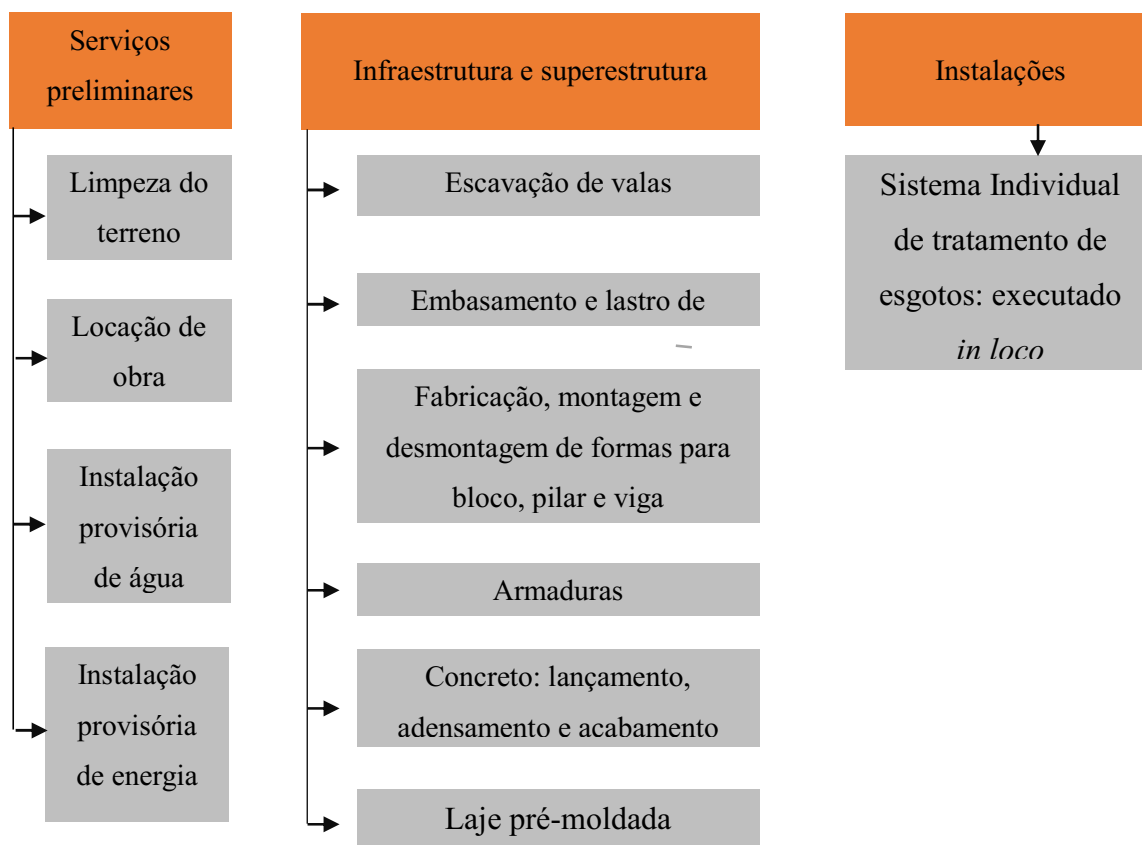 Serviços
preliminares
Limpeza do
terreno
Locação de
obra
Instalação
provisória
de água
Instalação
provisória
de energia
Infraestrutura e superestrutura
Escavação de valas
Embasamento e lastro de
Fabricação, montagem e
desmontagem de formas para
bloco, pilar e viga
Armaduras
Concreto: lançamento,
adensamento e acabamento
Laje pré-moldada
Instalações
Sistema Individual
de tratamento de
esgotos: executado
in loco